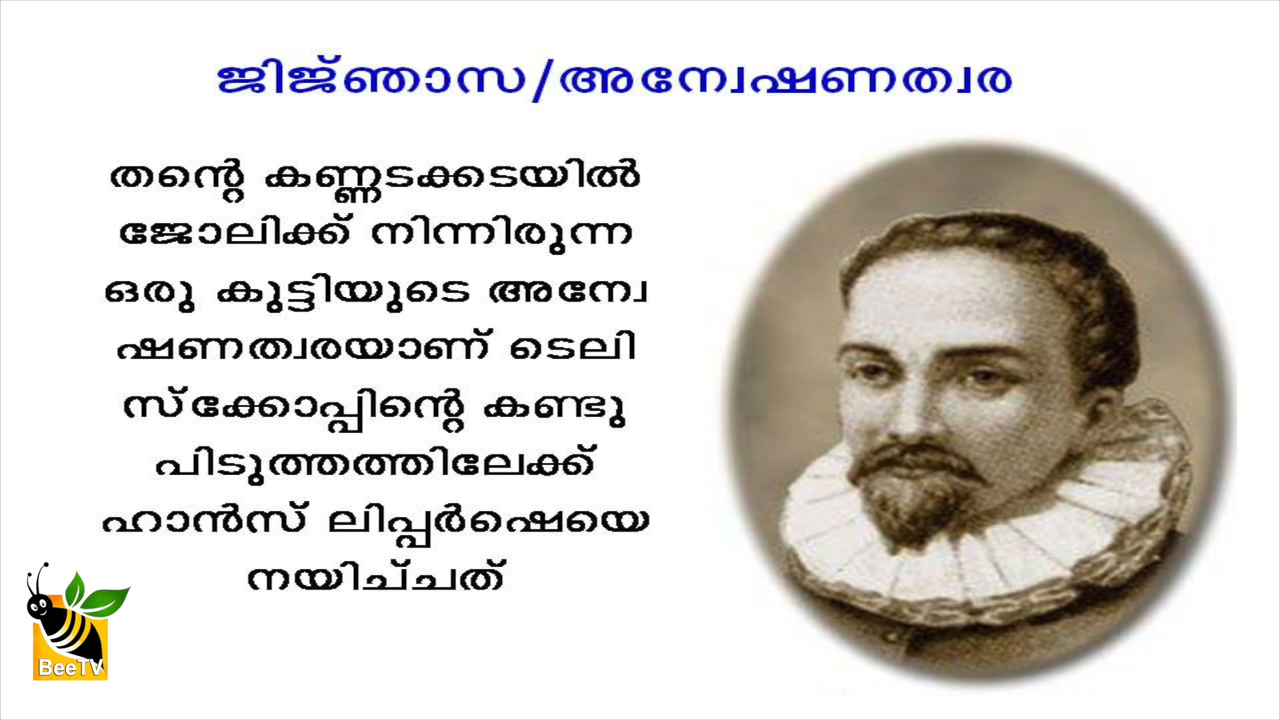 ജിജ്ഞാസ/അന്വേഷണത്വര
തന്റെ കണ്ണടക്കടയിൽ
ജോലിക്ക് നിന്നിരുന്ന
ഒരു കുട്ടിയുടെ അന്വേ
ഷണത്വരയാണ് ടെലി
സ്ക്കോപ്പിന്റെ കണ്ടു
പിടുത്തത്തിലേക്ക്
ഹാൻസ് ലിപ്പർഷെയെ
നയിച്ചത്
BeeTV